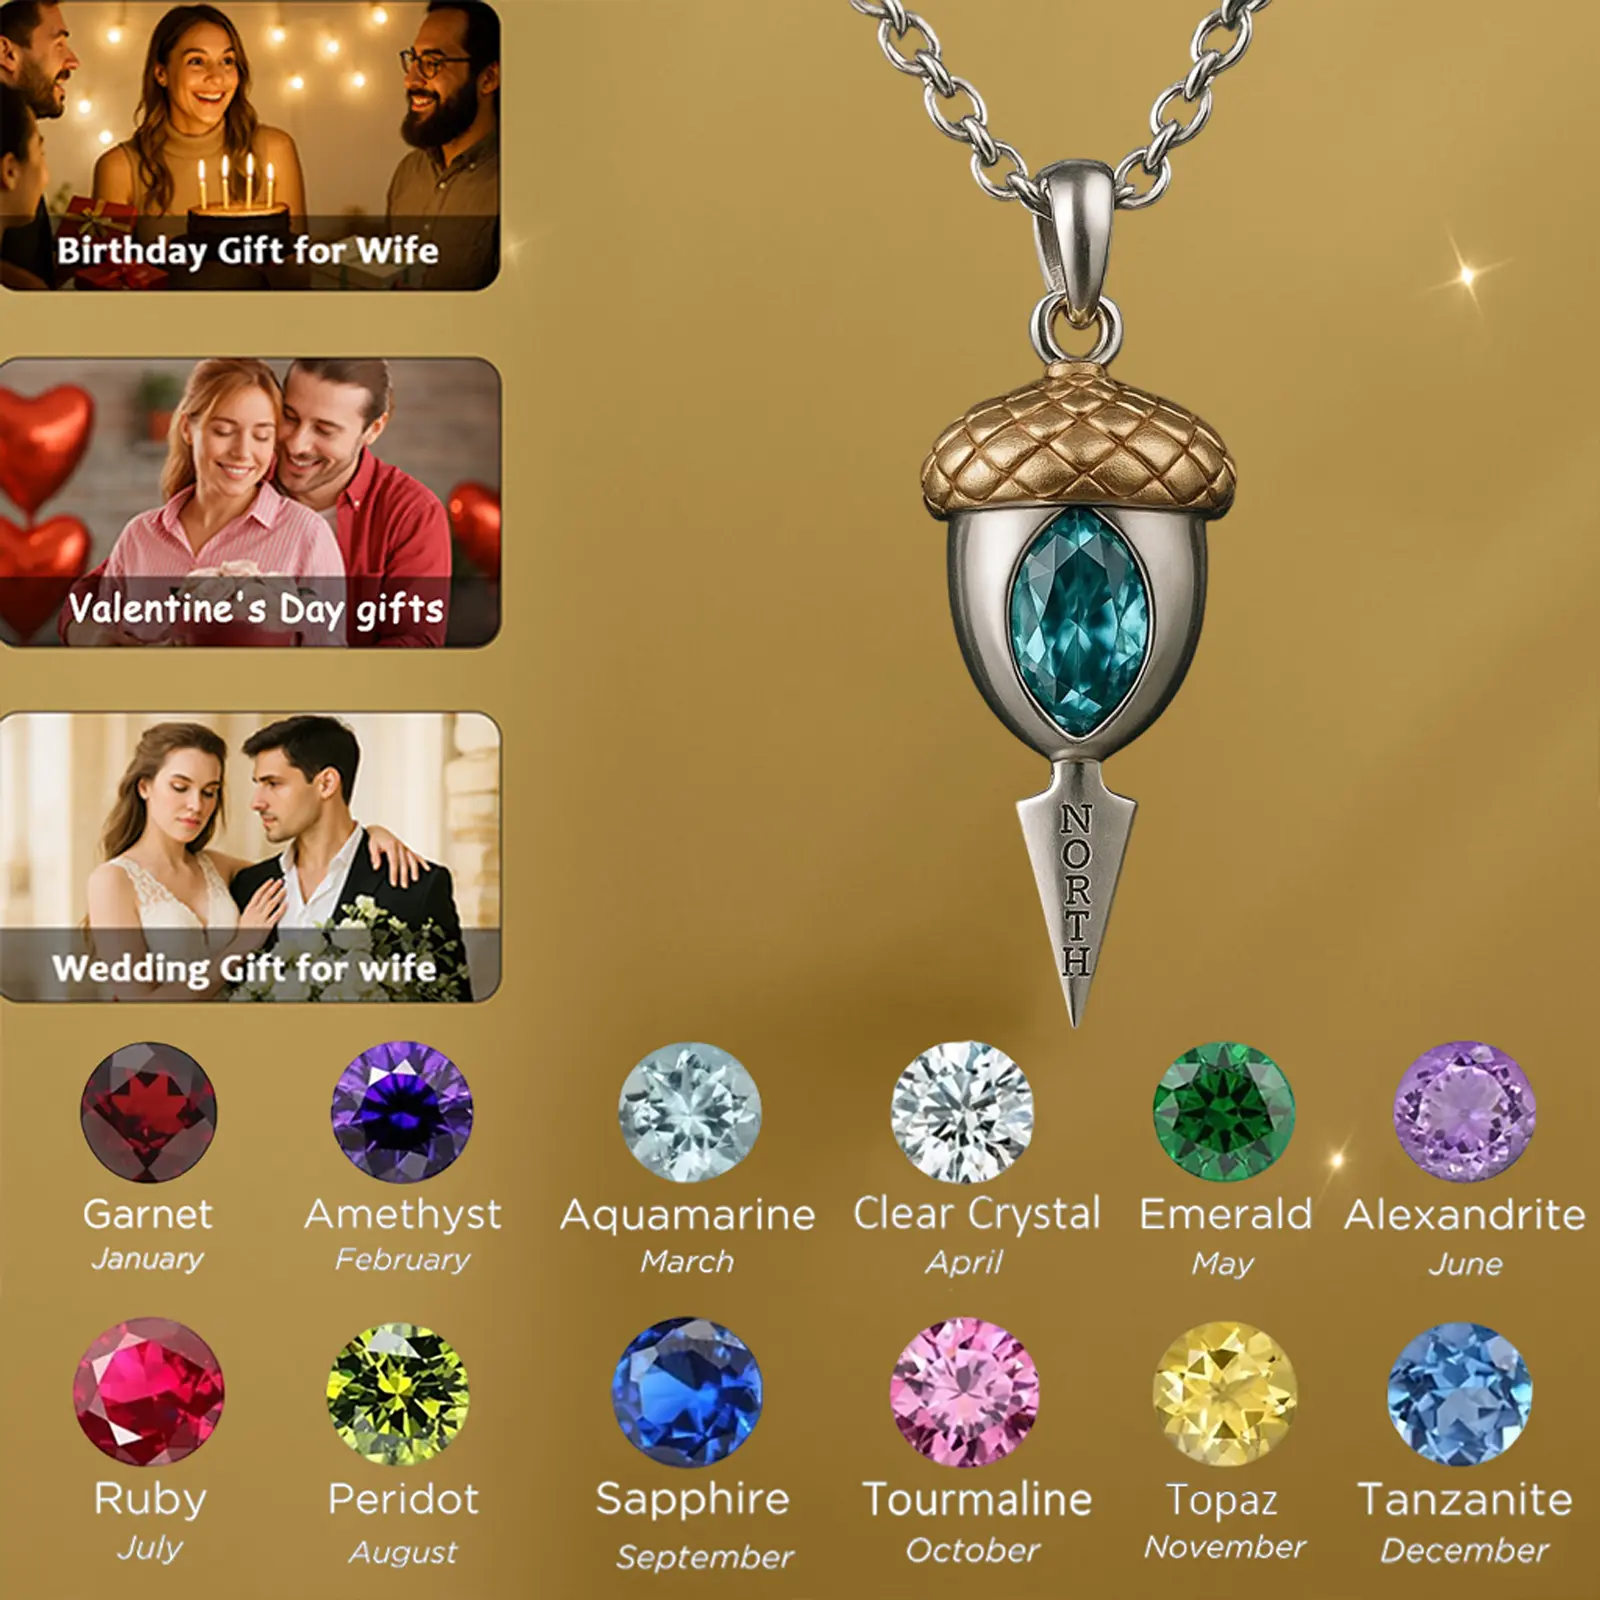 Birthday Gift for Wife
Valentine's Day gifts
Wedding Gift for wife
NORTH
Garnet
January
Amethyst
February
Aquamarine
March
Clear Crystal
April
Emerald
May
Alexandrite
June
Ruby
July
Peridot
August
Sapphire
September
Tourmaline
October
Topaz
November
Tanzanite
December